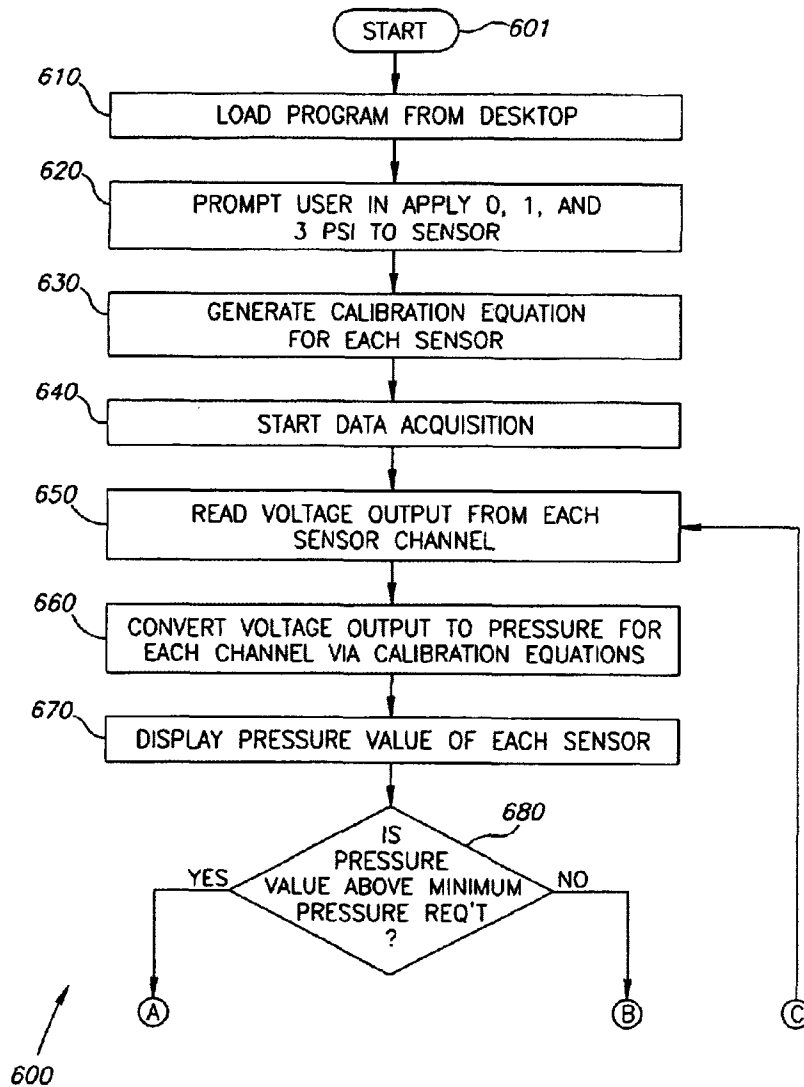 START
601
610
LOAD PROGRAM FROM DESKTOP
620
PROMPT USER IN APPLY 0, 1, AND
3 PSI TO SENSOR
630
GENERATE CALIBRATION EQUATION
FOR EACH SENSOR
640
START DATA ACQUISITION
650
READ VOLTAGE OUTPUT FROM EACH
SENSOR CHANNEL
660
CONVERT VOLTAGE OUTPUT TO PRESSURE FOR
EACH CHANNEL VIA CALIBRATION EQUATIONS
670
DISPLAY PRESSURE VALUE OF EACH SENSOR
680
IS
PRESSURE
VALUE ABOVE MINIMUM
PRESSURE REQ'T
?
YES
NO
A
B
C
600